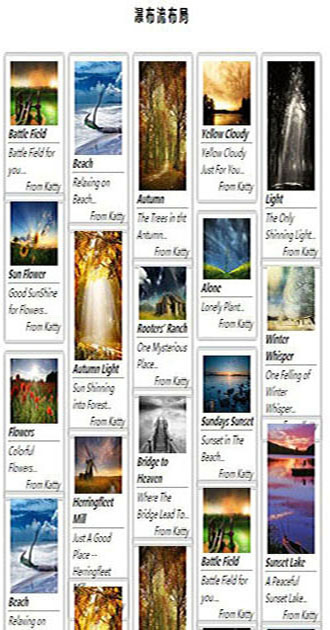 瀑布流布局
Battle Field
Battle Field for
you...
From Katty
Sun Flower
Good SunShine
for Flowers..
From Katty
Flowers
Colorful
Flowers..
From Katty
Beach
Relaxing on
Beach
Relaxing on
Beach..
From Katty
Autumn Light
Sun Shinning
into Forest..
From Katty
Herringfleet
Mill
Just A Good
Place --
Herringfleet
Autumn
The Trees in tht
Antumn..
From Katty
Rooters' Ranch
One Mysterious
Place..
From Katty
Bridge to
Heaven
Where The
Bridge Lead To..
From Katty
Yellow Cloudy
Yellow Cloudy
Just For You...
From Katty
Alone
Lonely Plant..
From Katty
Sundays Sunset
Sunset in The
Beach..
From Katty
Battle Field
Battle Field for
you...
From Katty
Light
The Only
Shinning Light..
From Katty
Winter
Whisper
One Felling of
Winter
Whisper..
Sunset Lake
A Peaceful
Sunset Lake..
From Katty